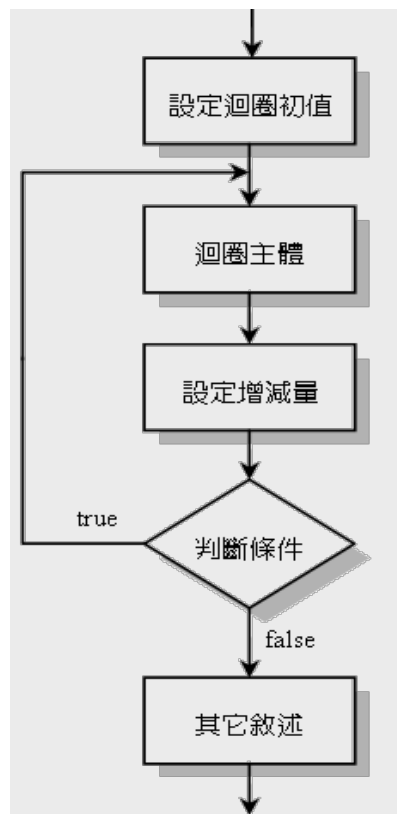 設定迴圈初值
迴圈主體
設定增減量
true
判斷條件
false
其它敘述